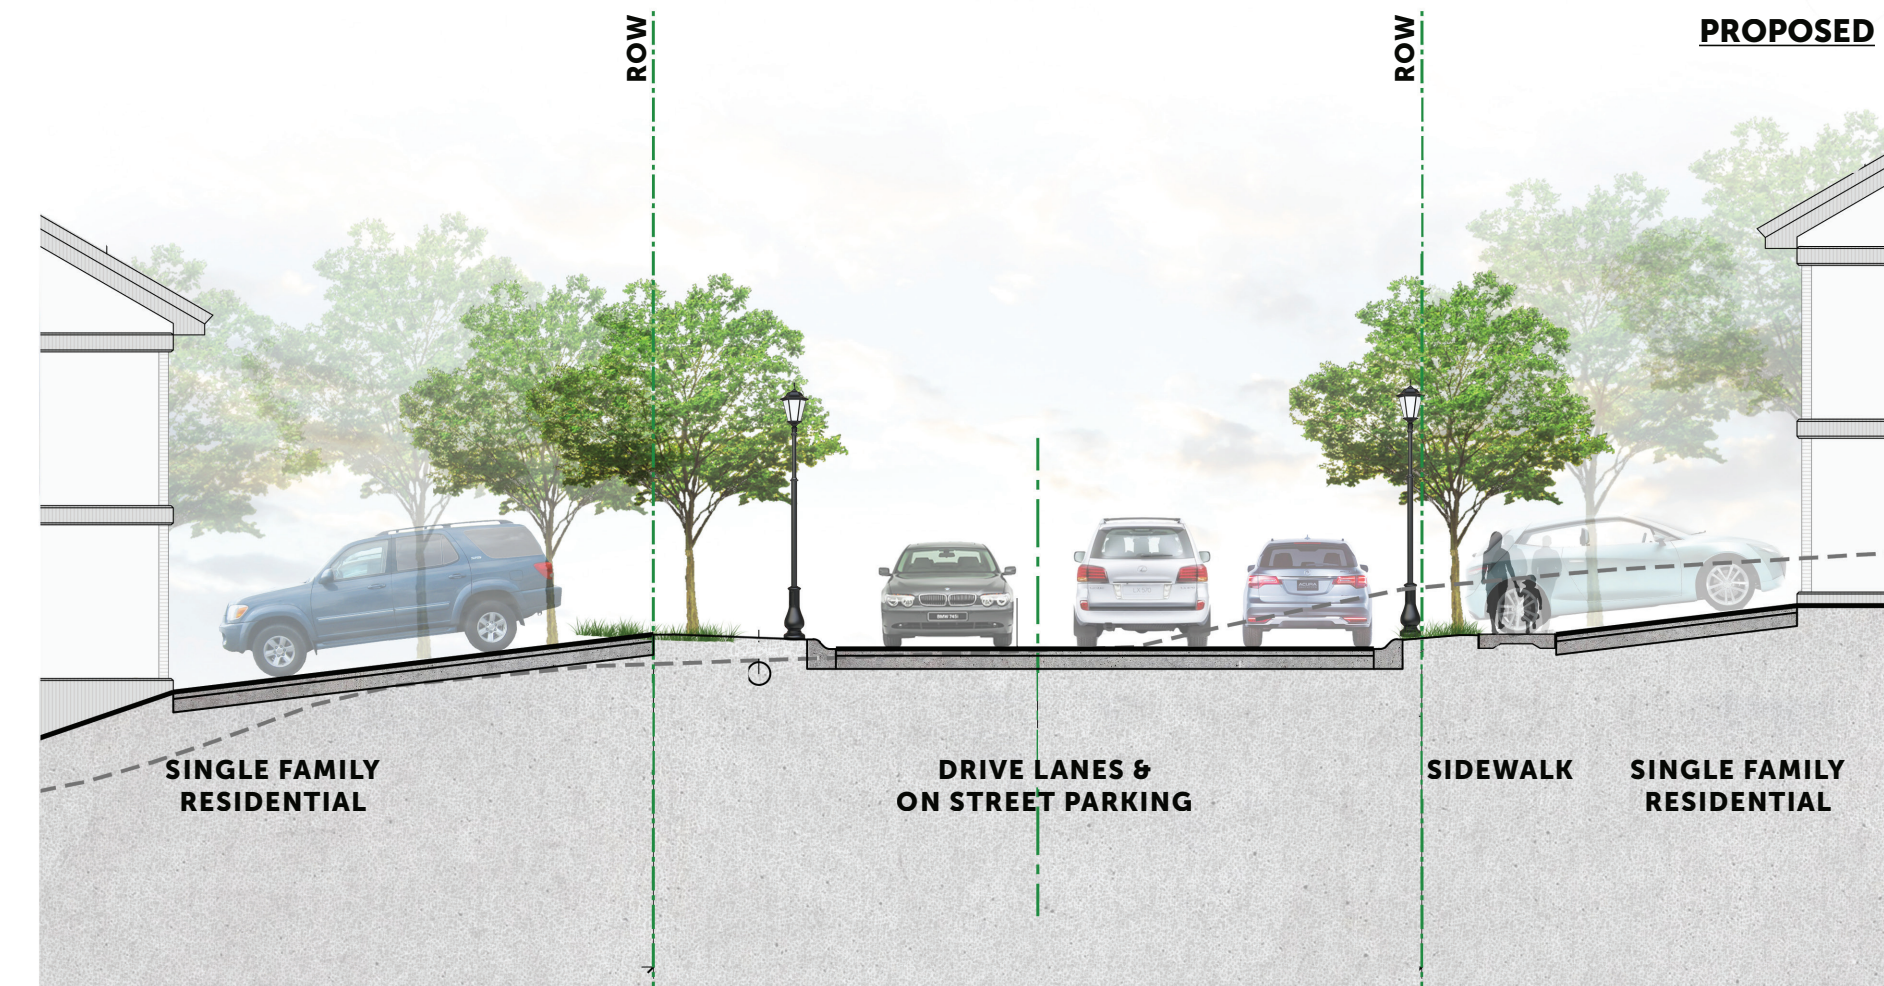 PROPOSED
ROW
ROW
SINGLE FAMILY
RESIDENTIAL
DRIVE LANES &
ON STREET PARKING
SIDEWALK
SINGLE FAMILY
RESIDENTIAL